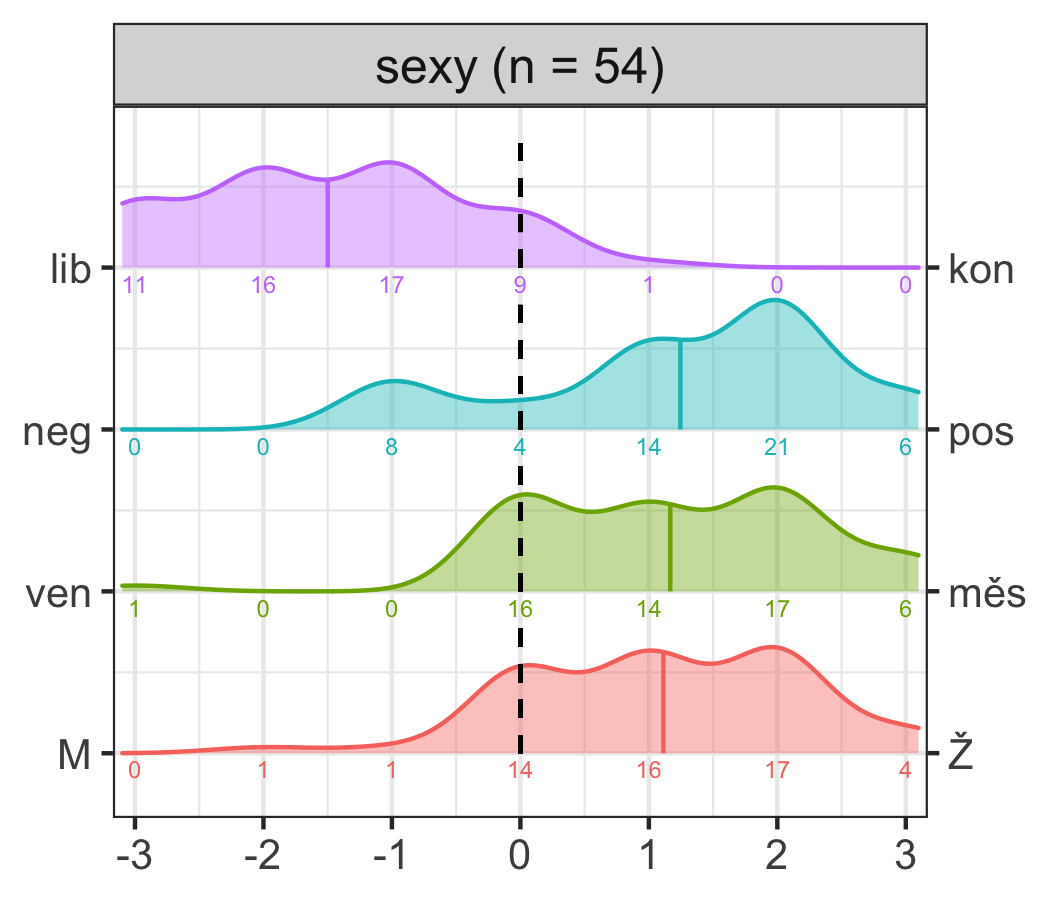 sexy (n = 54)
lib kon
11 16 17 9 1 0 0
neg pos
0 0 8 4 14 21 6
ven měs
1 0 0 16 14 17 6
M Ž
0 1 1 14 16 17 4
-3 -2 -1 0 1 2 3